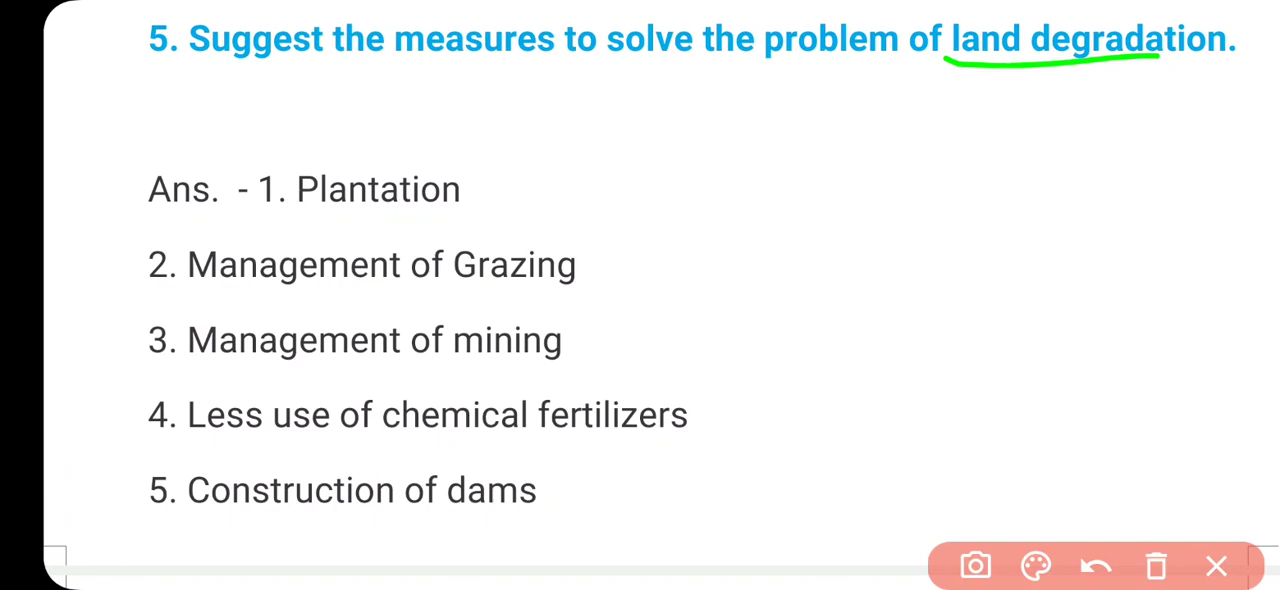 5. Suggest the measures to solve the problem of land degradation.
Ans. - 1. Plantation
2. Management of Grazing
3. Management of mining
4. Less use of chemical fertilizers
5. Construction of dams